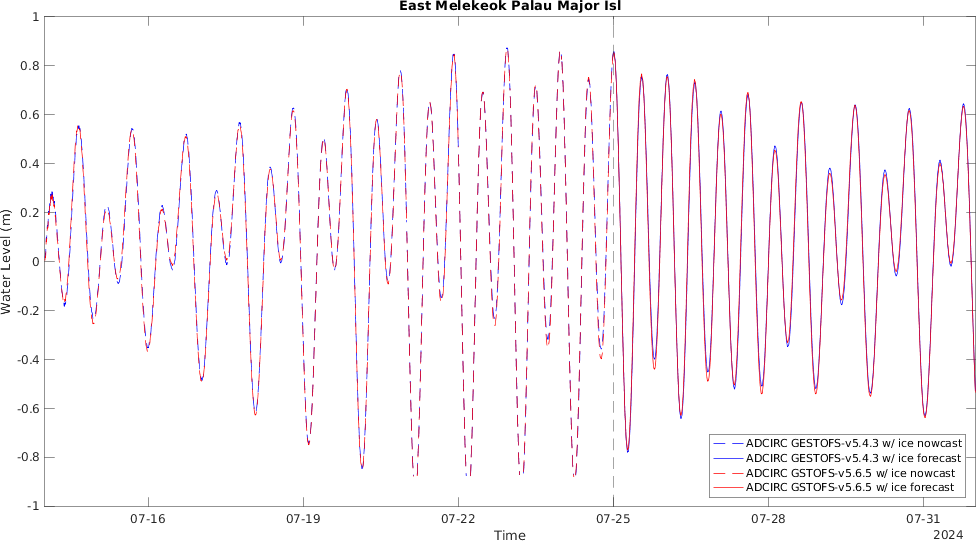 East Melekeok Palau Major Isl
1
0.8
0.6
0.4
0.2
0
-0.2
-0.4
-0.6
-0.8
-1
Water Level (m)
ADCIRC GESTOFS-v5.4.3 w/ ice nowcast
ADCIRC GESTOFS-v5.4.3 w/ ice forecast
ADCIRC GSTOFS-v5.6.5 w/ ice nowcast
ADCIRC GSTOFS-v5.6.5 w/ ice forecast
07-16 07-19 07-22 07-25 07-28 07-31
Time 2024